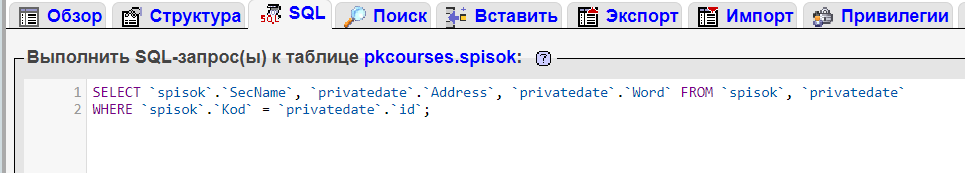 Обзор Структура SQL Поиск Вставить Экспорт Импорт Привилегии
Выполнить SQL-запрос(ы) к таблице pkcourses.spisok: ?
1 SELECT `spisok`.`SecName`, `privatedate`.`Address`, `privatedate`.`Word` FROM `spisok`, `privatedate`
2 WHERE `spisok`.`Kod` = `privatedate`.`id`;